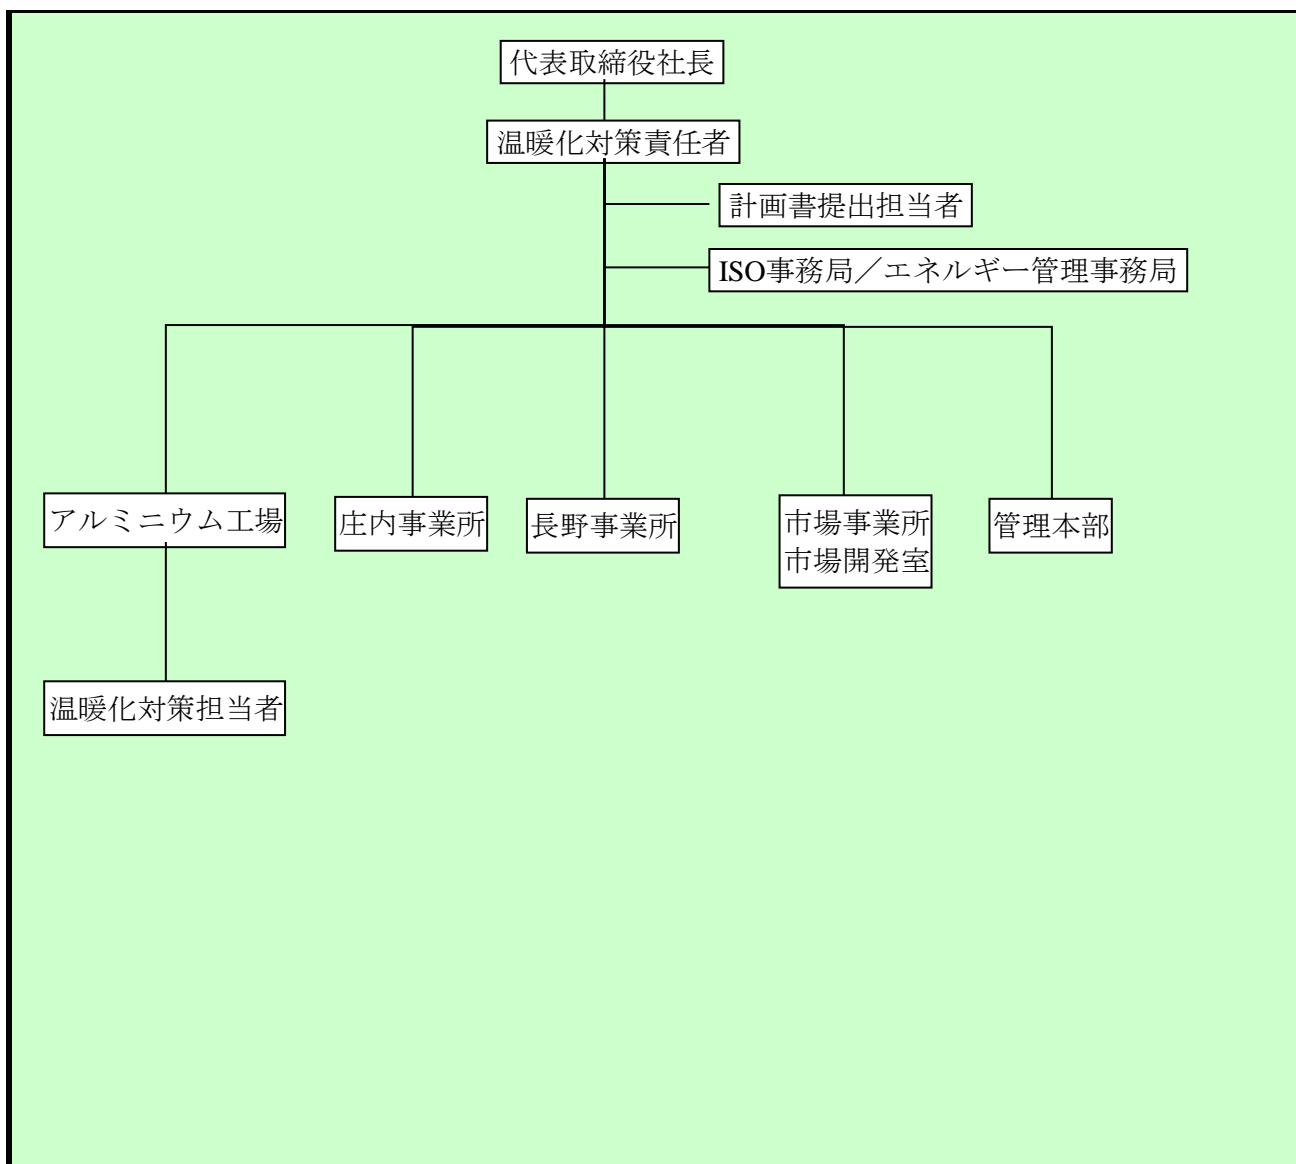 代表取締役社長
温暖化対策責任者
計画書提出担当者
ISO事務局／エネルギー管理事務局
アルミニウム工場
庄内事業所
長野事業所
市場事業所
市場開発室
管理本部
温暖化対策担当者